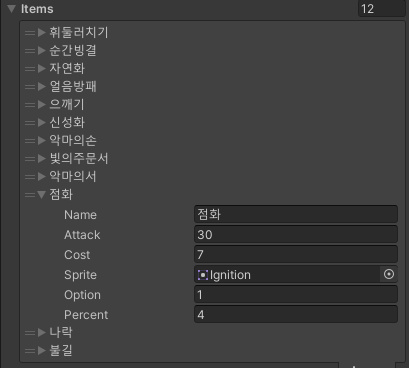 Items 12
휘둘러치기
순간빙결
자연화
얼음방패
으깨기
신성화
악마의손
빛의주문서
악마의서
점화
Name 점화
Attack 30
Cost 7
Sprite Ignition
Option 1
Percent 4
나락
불길